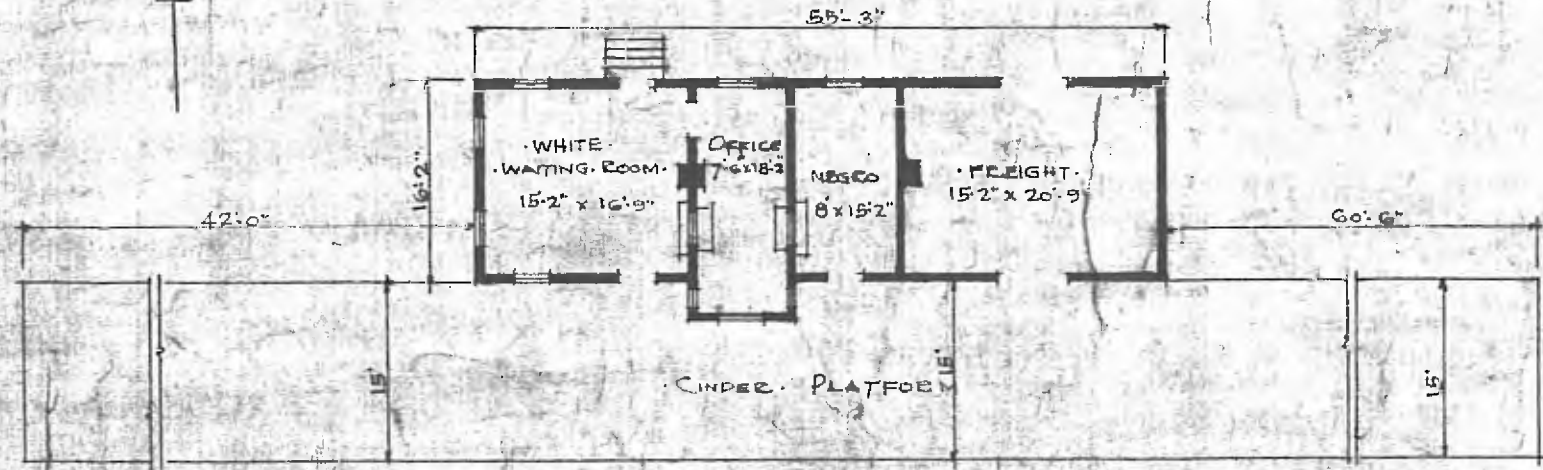 55'-3"
·WHITE·
·WAITING·ROOM·
15'-2" x 16'-9"
OFFICE
7'-6"x18'-2"
NEGRO
8'x15'2"
·FREIGHT·
15'-2" x 20'-9
16'-2"
42'-0"
60'-6"
15'
·CINDER· PLATFORM
15'
15'